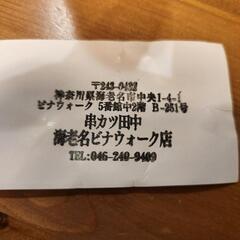 〒243-0432
神奈川県海老名市中央1-4-1
ビナウォーク 5番館中2階 B-251号
串カツ田中
海老名ビナウォーク店
TEL:046-240-9409